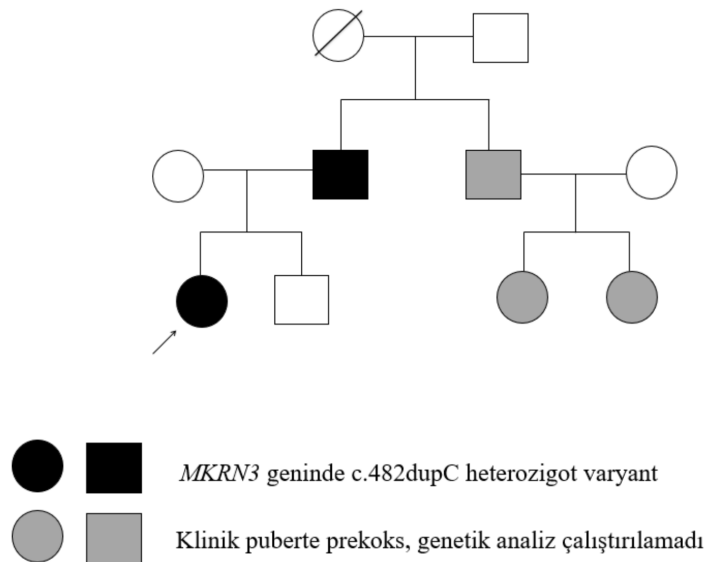 MKRN3 geninde c.482dupC heterozigot varyant
Klinik puberte prekoks, genetik analiz çalıştırılamadı